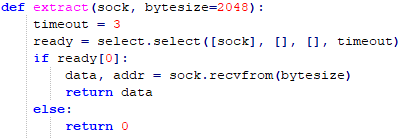 def extract(sock, bytesize=2048):
    timeout = 3
    ready = select.select([sock], [], [], timeout)
    if ready[0]:
        data, addr = sock.recvfrom(bytesize)
        return data
    else:
        return 0